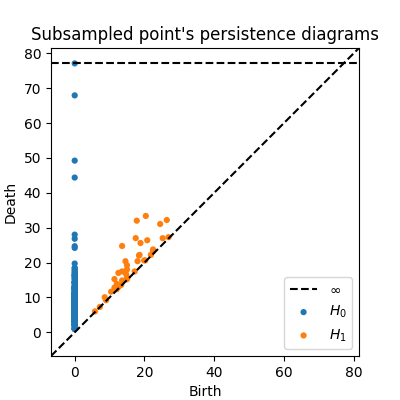 Subsampled point's persistence diagrams
80
70
60
50
40
30
20
10
0
Death
0 20 40 60 80
Birth
∞
H₀
H₁